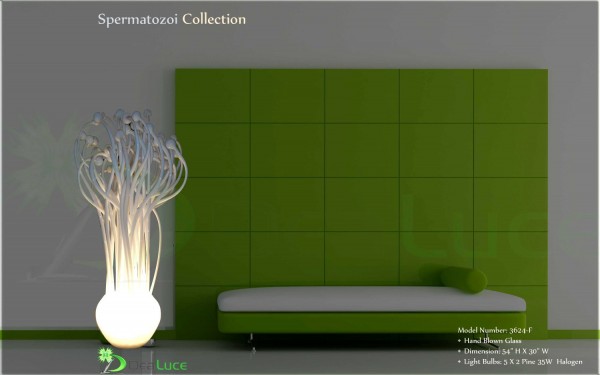 Spermatozoi Collection
Luce
Model Number: 3624-F
• Hand Blown Glass
• Dimension: 54" H X 30" W
• Light Bulbs: 5 X 2 Pine 35W Halogen
Luce